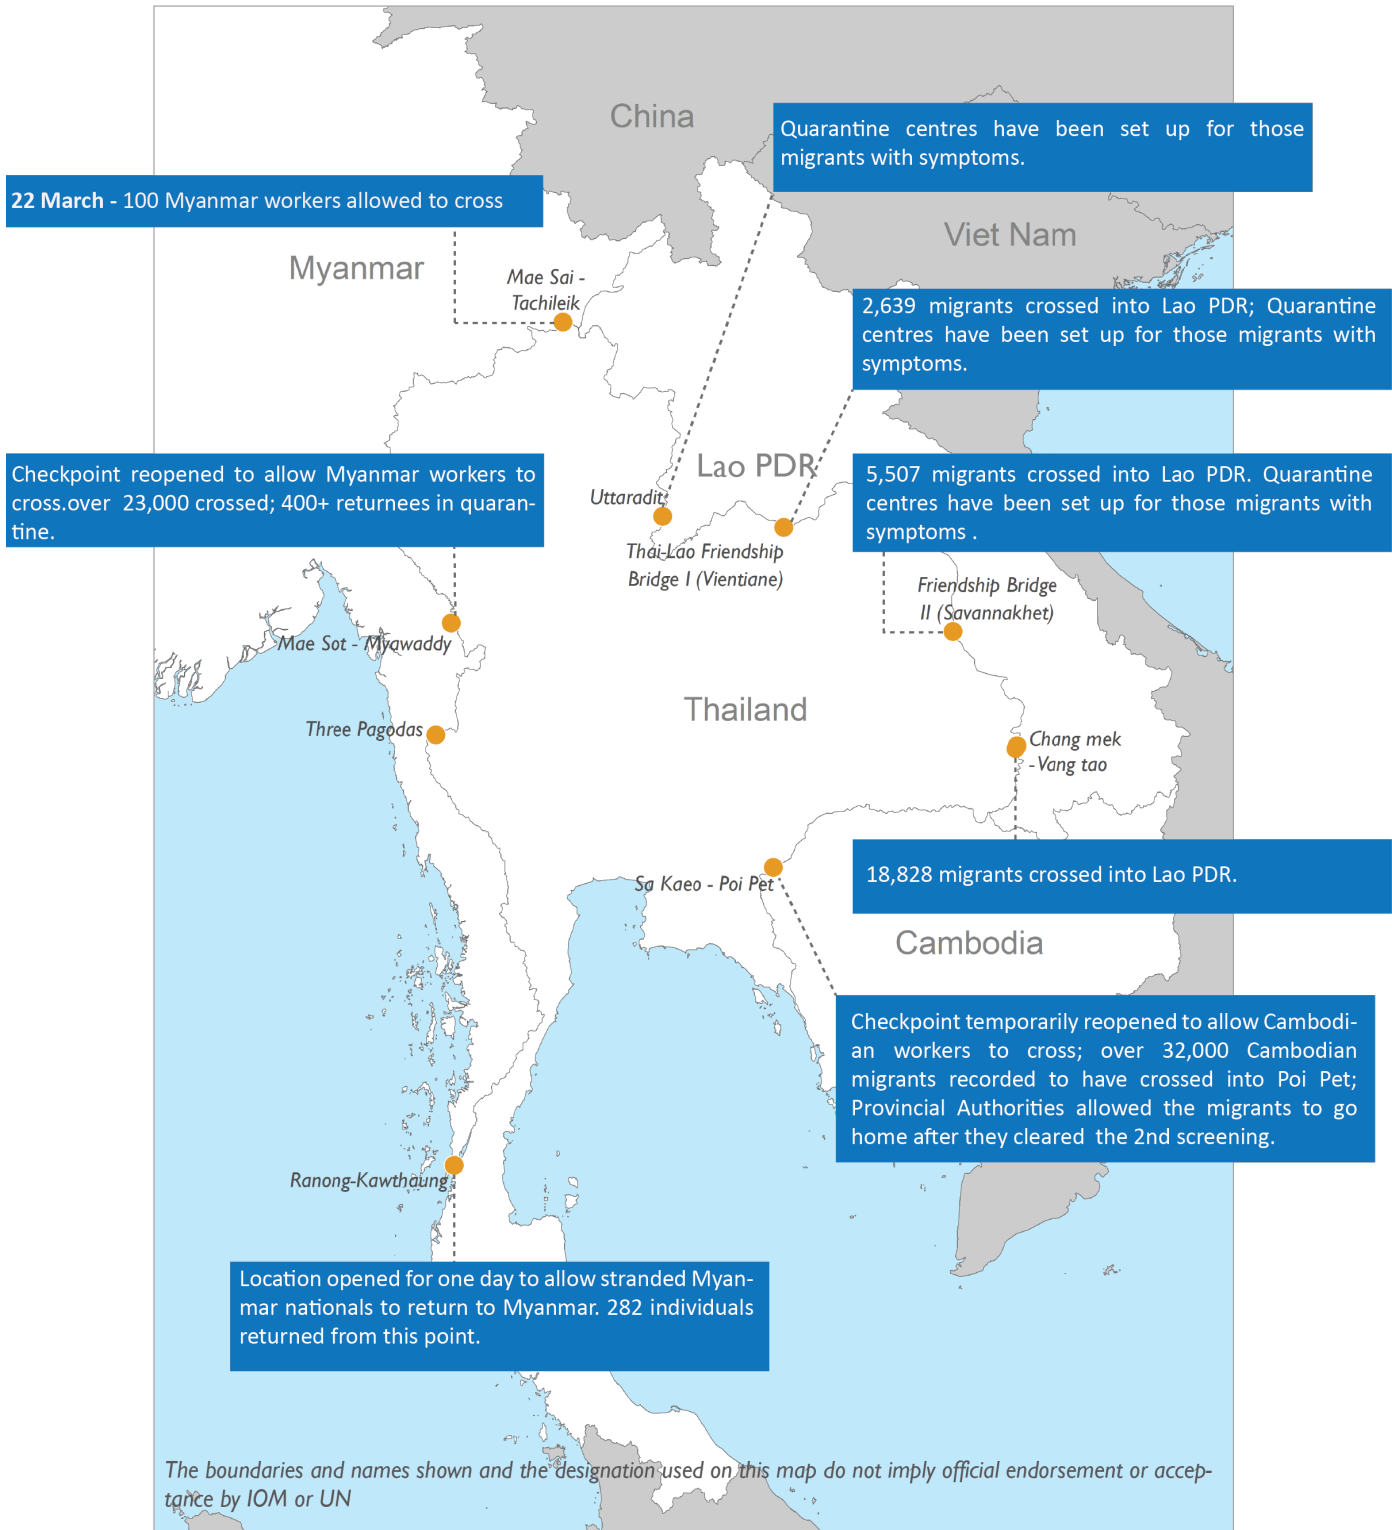 China
Quarantine centres have been set up for those
migrants with symptoms.
22 March - 100 Myanmar workers allowed to cross
Viet Nam
Myanmar
Mae Sai -
Tachileik
2,639 migrants crossed into Lao PDR; Quarantine
centres have been set up for those migrants with
symptoms.
Checkpoint reopened to allow Myanmar workers to
cross.over 23,000 crossed; 400+ returnees in quaran-
tine.
Lao PDR
5,507 migrants crossed into Lao PDR. Quarantine
centres have been set up for those migrants with
symptoms .
Uttaradit
Thai-Lao Friendship
Bridge I (Vientiane)
Friendship Bridge
II (Savannakhet)
Mae Sot - Myawaddy
Thailand
Three Pagodas
Chang mek
-Vang tao
18,828 migrants crossed into Lao PDR.
Sa Kaeo - Poi Pet
Cambodia
Checkpoint temporarily reopened to allow Cambodi-
an workers to cross; over 32,000 Cambodian
migrants recorded to have crossed into Poi Pet;
Provincial Authorities allowed the migrants to go
home after they cleared the 2nd screening.
Ranong-Kawthaung
Location opened for one day to allow stranded Myan-
mar nationals to return to Myanmar. 282 individuals
returned from this point.
The boundaries and names shown and the designation used on this map do not imply official endorsement or accep-
tance by IOM or UN